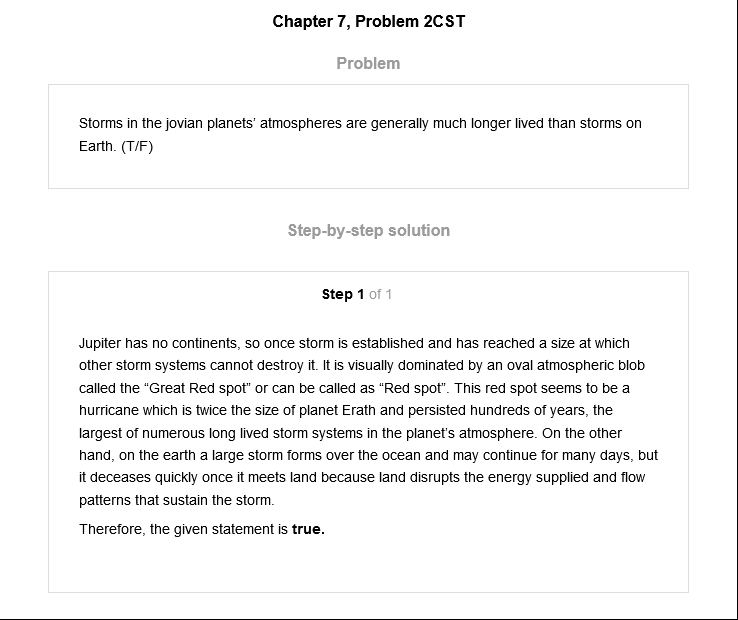 Chapter 7, Problem 2CST
Problem
Storms in the jovian planets' atmospheres are generally much longer lived than storms on
Earth. (T/F)
Step-by-step solution
Step 1 of 1
Jupiter has no continents, so once storm is established and has reached a size at which
other storm systems cannot destroy it. It is visually dominated by an oval atmospheric blob
called the “Great Red spot” or can be called as “Red spot”. This red spot seems to be a
hurricane which is twice the size of planet Erath and persisted hundreds of years, the
largest of numerous long lived storm systems in the planet's atmosphere. On the other
hand, on the earth a large storm forms over the ocean and may continue for many days, but
it deceases quickly once it meets land because land disrupts the energy supplied and flow
patterns that sustain the storm.
Therefore, the given statement is true.